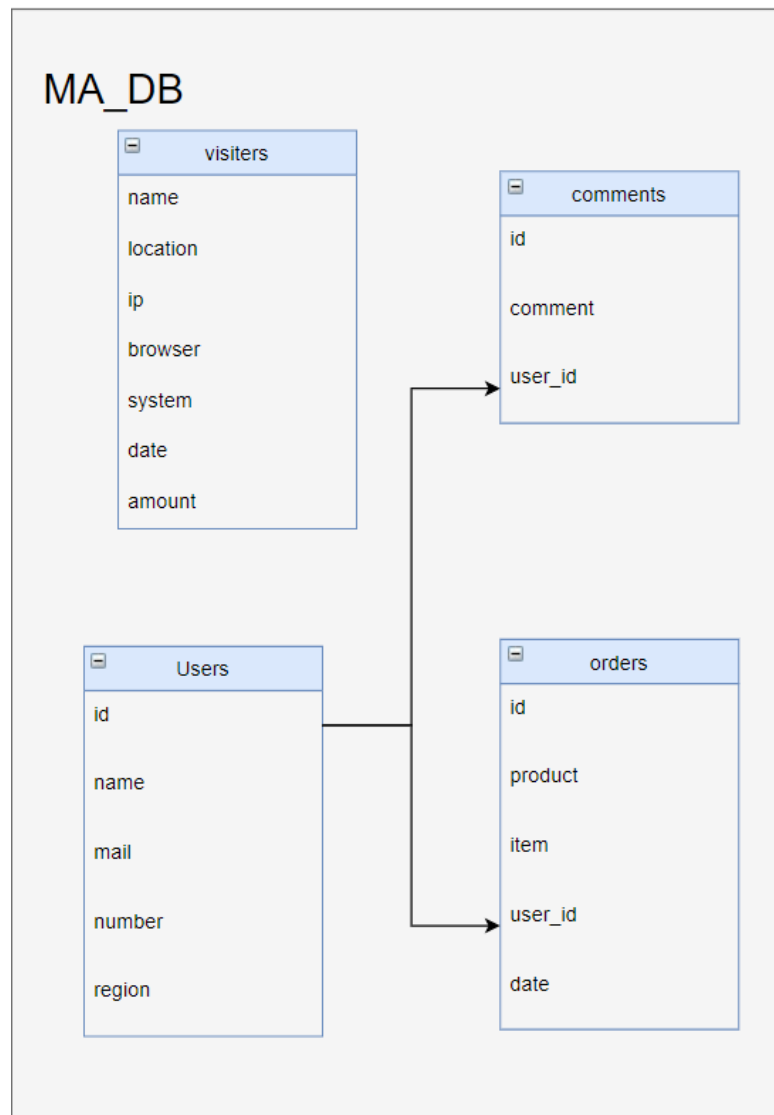 MA_DB
visiters
name
location
ip
browser
system
date
amount
comments
id
comment
user_id
Users
id
name
mail
number
region
orders
id
product
item
user_id
date